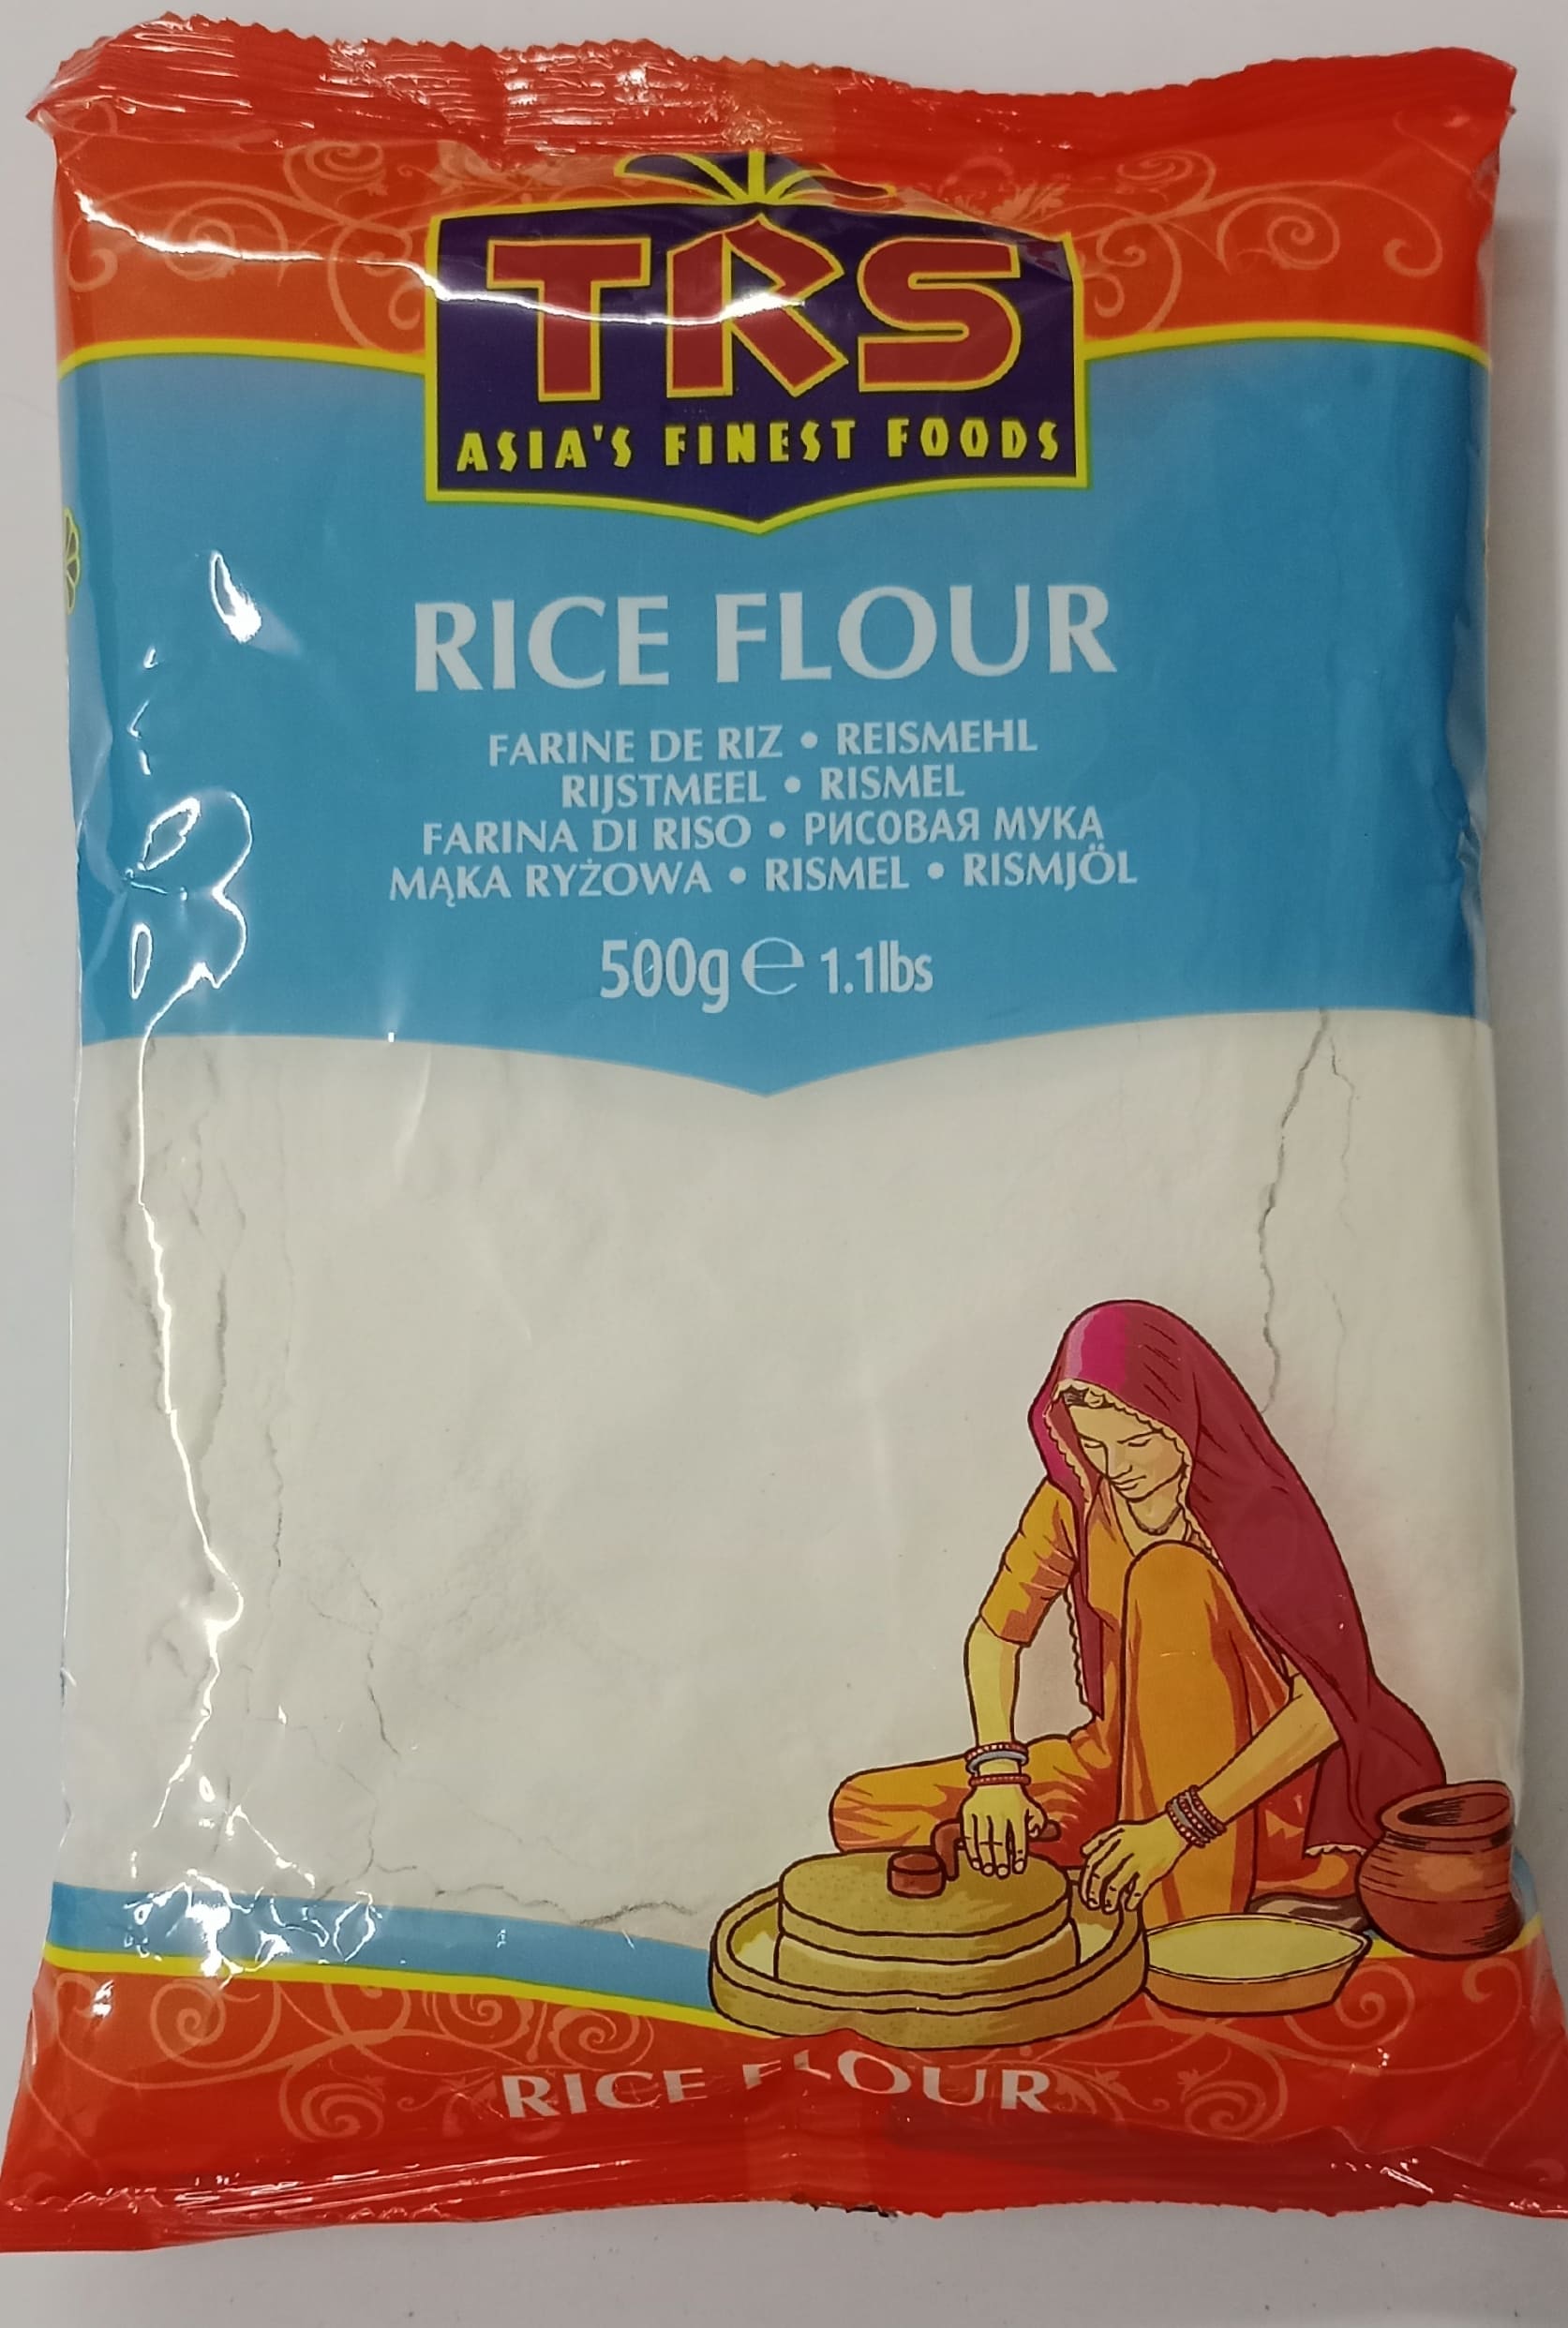 TRS
ASIA'S FINEST FOODS
RICE FLOUR
FARINE DE RIZ • REISMEHL
RIJSTMEEL • RISMEL
FARINA DI RISO • РИСОВАЯ МУКА
MĄKA RYŻOWA • RISMEL • RISMJÖL
500g℮ 1.1lbs
RICE FLOUR